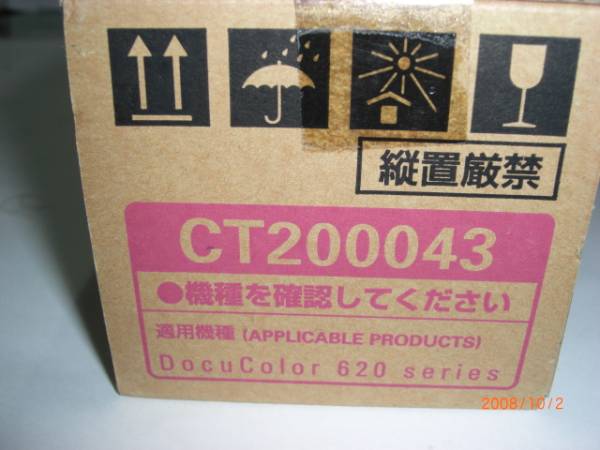 縦置厳禁
CT200043
●機種を確認してください
適用機種 (APPLICABLE PRODUCTS)
DocuColor 620 series
2008/10/2